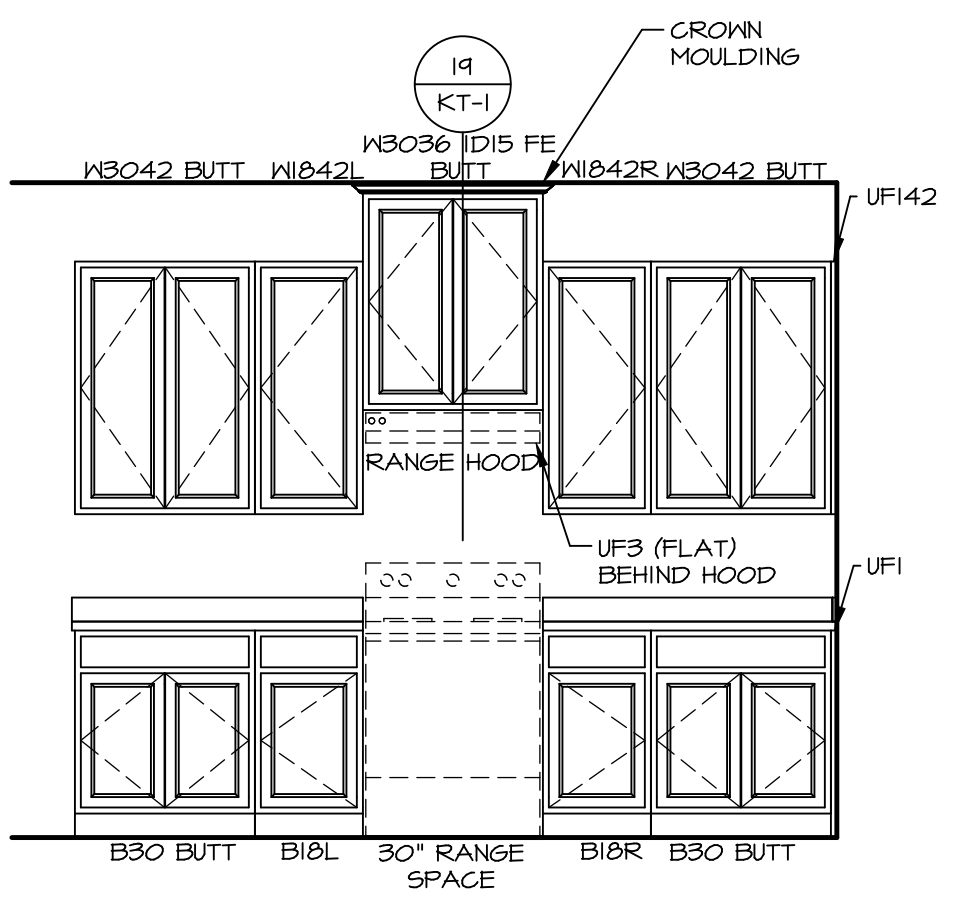 CROWN
MOULDING
19
KT-1
W3036 1D15 FE
BUTT
W3042 BUTT
W1842L
W1842R
W3042 BUTT
UF142
RANGE HOOD
UF3 (FLAT)
BEHIND HOOD
UF1
B30 BUTT
B18L
30" RANGE
SPACE
B18R
B30 BUTT